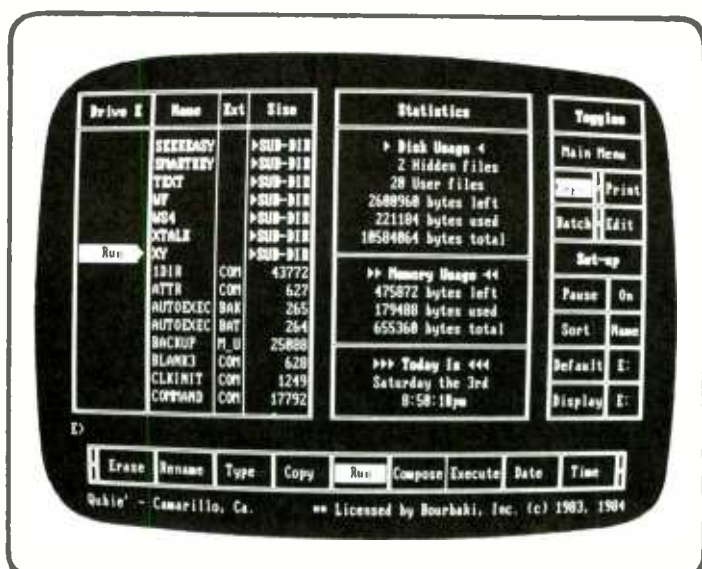 Drive E Name Ext Size
SEEKEASY ►SUB-DIR
SMARTKEY ►SUB-DIR
TEXT ►SUB-DIR
WF ►SUB-DIR
WS4 ►SUB-DIR
XTALK ►SUB-DIR
Run XY ►SUB-DIR
1DIR COM 43772
ATTR COM 627
AUTOEXEC BAK 265
AUTOEXEC BAT 264
BACKUP M_U 25088
BLANK3 COM 628
CLKINIT COM 1249
COMMAND COM 17792
Statistics
► Disk Usage ◄
2 Hidden files
28 User files
bytes left
bytes used
bytes total
►► Memory Usage ◄◄
475872 bytes left
179488 bytes used
655360 bytes total
►►► Today Is ◄◄◄
Saturday the 3rd
8:50:18pm
Toggles
Main Menu
Print
Batch Edit
Set-up
Pause On
Sort Name
Default E:
Display E:
E>
Erase Rename Type Copy Run Compose Execute Date Time
Qubie' - Camarillo, Ca. ** Licensed by Bourbaki, Inc. (c) 1983, 1984